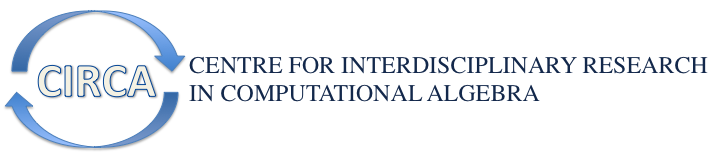 CIRCA
CENTRE FOR INTERDISCIPLINARY RESEARCH
IN COMPUTATIONAL ALGEBRA